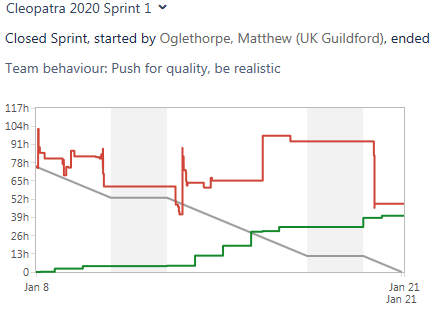 Cleopatra 2020 Sprint 1
Closed Sprint, started by Oglethorpe, Matthew (UK Guildford), ended
Team behaviour: Push for quality, be realistic
117h
104h
91h
78h
65h
52h
39h
26h
13h
0
Jan 8
Jan 21
Jan 21